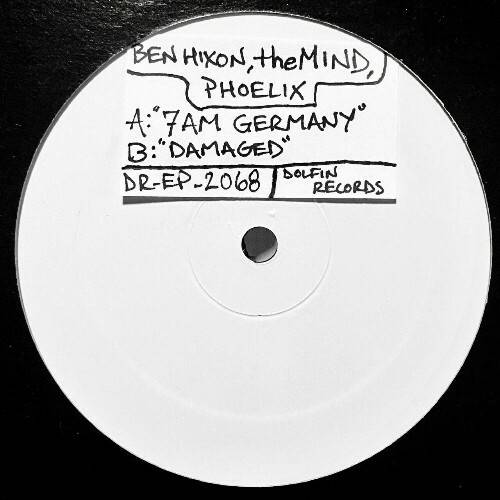 BEN HIXON, theMIND,
PHOELIX
A: "7AM GERMANY"
B: "DAMAGED"
DR-EP-2068 DOLFIN
RECORDS